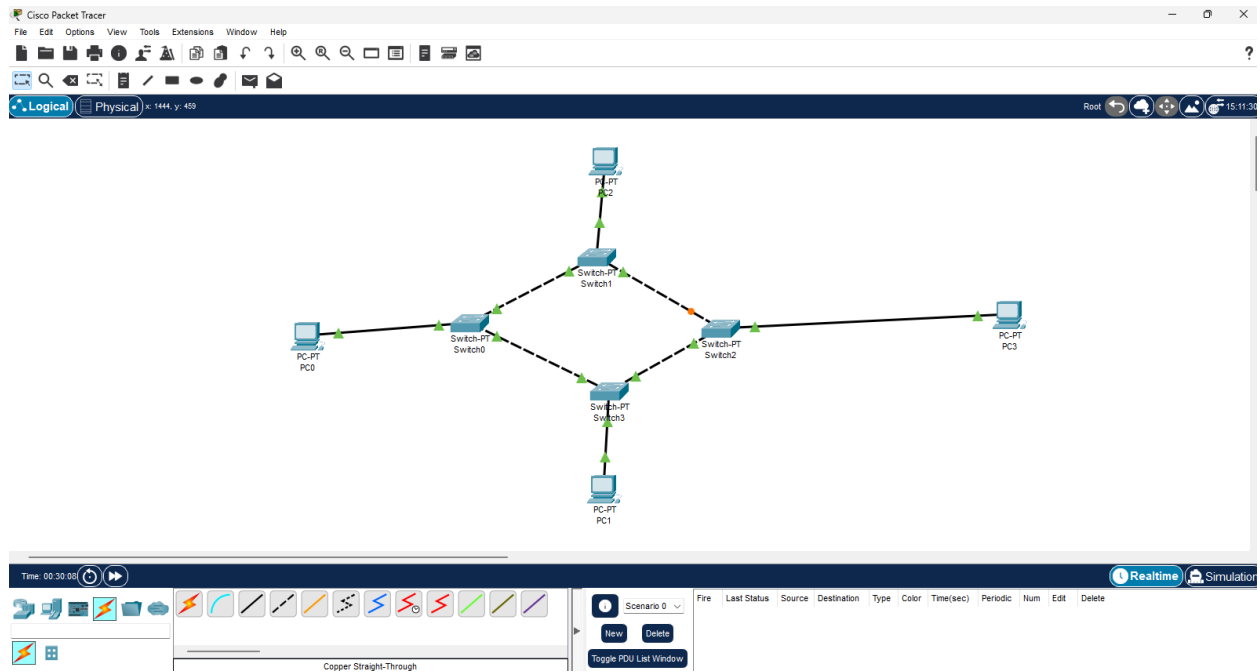 Cisco Packet Tracer
File Edit Options View Tools Extensions Window Help
?
Logical Physical x: 1444, y: 459 Root 15:11:30
PC-PT
PC2
Switch-PT
Switch1
Switch-PT
Switch0
PC-PT
PC0
Switch-PT
Switch2
PC-PT
PC3
Switch-PT
Switch3
PC-PT
PC1
Time: 00:30:08 Realtime Simulation
Scenario 0
New Delete
Toggle PDU List Window
Fire Last Status Source Destination Type Color Time(sec) Periodic Num Edit Delete
Copper Straight-Through